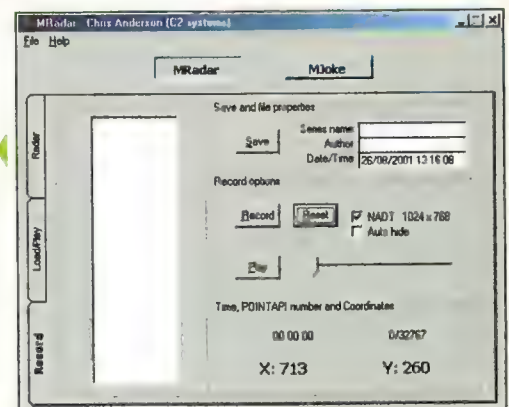 MRadar Chris Anderson (C2 systems)
File Help
MRadar MJoke
Radar
Load/Play
Record
Save and file properties
Save
Series name
Author
Date/Time 26/08/2001 13 16 08
Record options
Record Reset NADT 1024 x 768
Auto hide
Play
Time, POINTAPI number and Coordinates
00 00 00 0/32767
X: 713 Y: 260